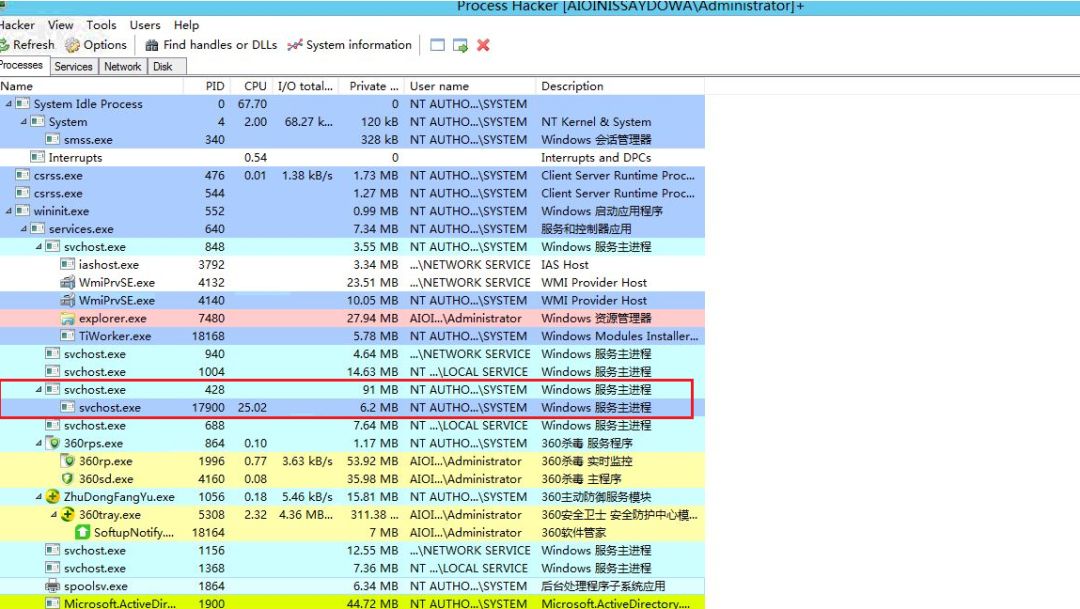 Process Hacker [AIOINISSAYDOWA\Administrator]+
Hacker View Tools Users Help
Refresh Options Find handles or DLLs System information
Processes Services Network Disk
Name PID CPU I/O total... Private ... User name Description
System Idle Process 0 67.70 0 NT AUTHO...\SYSTEM
System 4 2.00 68.27 k... 120 kB NT AUTHO...\SYSTEM NT Kernel & System
smss.exe 340 328 kB NT AUTHO...\SYSTEM Windows 会话管理器
Interrupts 0.54 0 Interrupts and DPCs
csrss.exe 476 0.01 1.38 kB/s 1.73 MB NT AUTHO...\SYSTEM Client Server Runtime Proc...
csrss.exe 544 1.27 MB NT AUTHO...\SYSTEM Client Server Runtime Proc...
wininit.exe 552 0.99 MB NT AUTHO...\SYSTEM Windows 启动应用程序
services.exe 640 7.34 MB NT AUTHO...\SYSTEM 服务和控制器应用
svchost.exe 848 3.55 MB NT AUTHO...\SYSTEM Windows 服务主进程
iashost.exe 3792 3.34 MB ...\NETWORK SERVICE IAS Host
WmiPrvSE.exe 4132 23.51 MB ...\NETWORK SERVICE WMI Provider Host
WmiPrvSE.exe 4140 10.05 MB NT AUTHO...\SYSTEM WMI Provider Host
explorer.exe 7480 27.94 MB AIOI...\Administrator Windows 资源管理器
TiWorker.exe 18168 5.78 MB NT AUTHO...\SYSTEM Windows Modules Installer...
svchost.exe 940 4.64 MB ...\NETWORK SERVICE Windows 服务主进程
svchost.exe 1004 14.63 MB NT ...\LOCAL SERVICE Windows 服务主进程
svchost.exe 428 91 MB NT AUTHO...\SYSTEM Windows 服务主进程
svchost.exe 17900 25.02 6.2 MB NT AUTHO...\SYSTEM Windows 服务主进程
svchost.exe 688 7.64 MB NT ...\LOCAL SERVICE Windows 服务主进程
360rps.exe 864 0.10 1.17 MB NT AUTHO...\SYSTEM 360杀毒 服务程序
360rp.exe 1996 0.77 3.63 kB/s 53.92 MB AIOI...\Administrator 360杀毒 实时监控
360sd.exe 4160 0.08 35.98 MB AIOI...\Administrator 360杀毒 主程序
ZhuDongFangYu.exe 1056 0.18 5.46 kB/s 15.81 MB NT AUTHO...\SYSTEM 360主动防御服务模块
360tray.exe 5308 2.32 4.36 MB... 311.38 ... AIOI...\Administrator 360安全卫士 安全防护中心模...
SoftupNotify.... 18164 7 MB AIOI...\Administrator 360软件管家
svchost.exe 1156 12.55 MB ...\NETWORK SERVICE Windows 服务主进程
svchost.exe 1368 7.36 MB NT ...\LOCAL SERVICE Windows 服务主进程
spoolsv.exe 1864 6.34 MB NT AUTHO...\SYSTEM 后台处理程序子系统应用
Microsoft.ActiveDir... 1900 44.72 MB NT AUTHO...\SYSTEM Microsoft.ActiveDirectory....